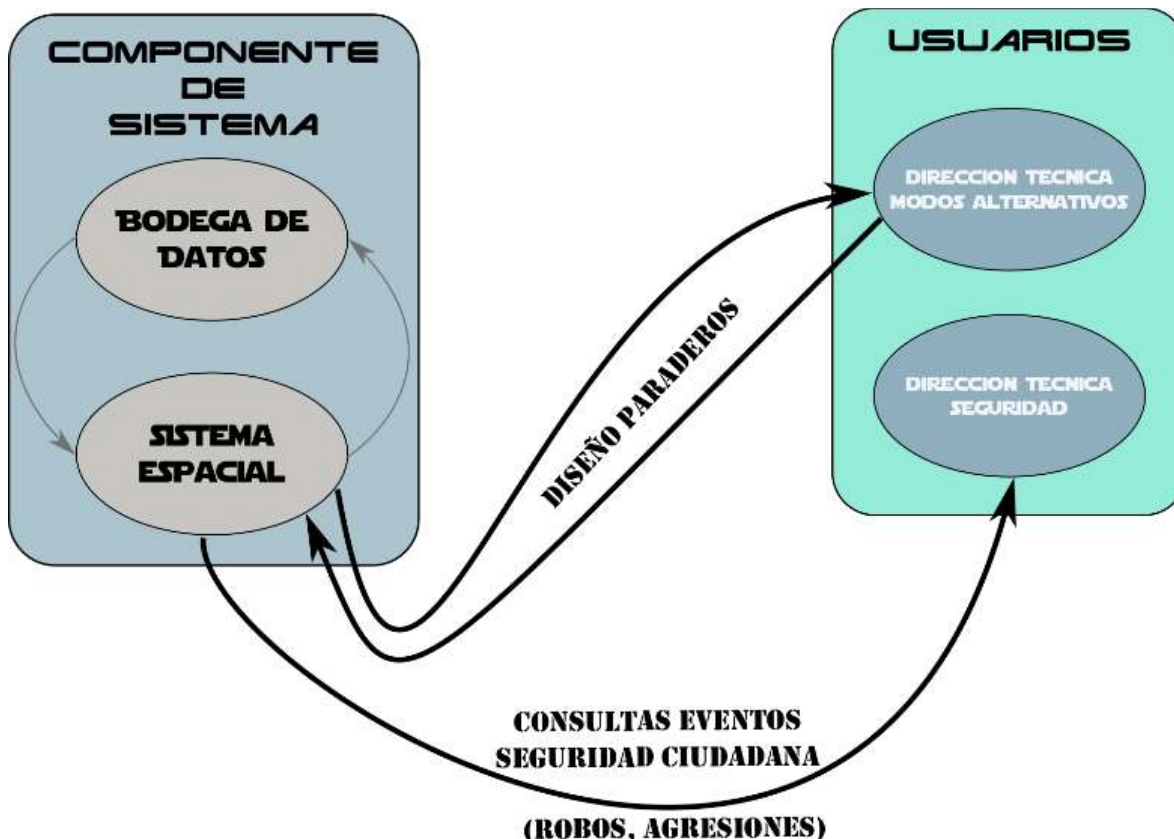 COMPONENTE
DE
SISTEMA
BODEGA DE
DATOS
SISTEMA
ESPACIAL
USUARIOS
DIRECCION TECNICA
MODOS ALTERNATIVOS
DIRECCION TECNICA
SEGURIDAD
DISEÑO PARADEROS
CONSULTAS EVENTOS
SEGURIDAD CIUDADANA
(ROBOS, AGRESIONES)